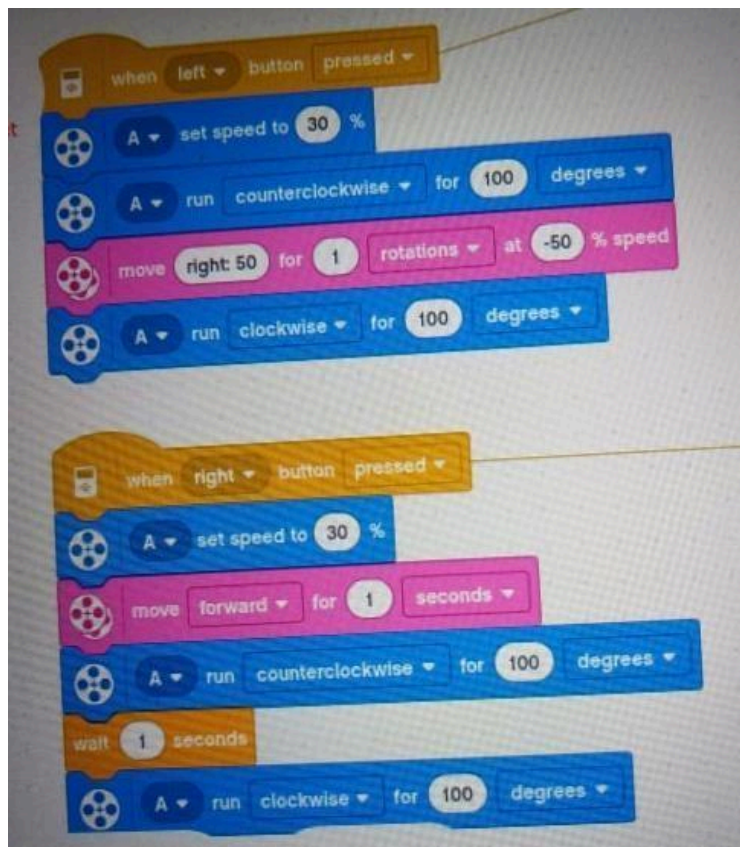 t
when left button pressed
A set speed to 30 %
A run counterclockwise for 100 degrees
move right: 50 for 1 rotations at -50 % speed
A run clockwise for 100 degrees
when right button pressed
A set speed to 30 %
move forward for 1 seconds
A run counterclockwise for 100 degrees
wait 1 seconds
A run clockwise for 100 degrees